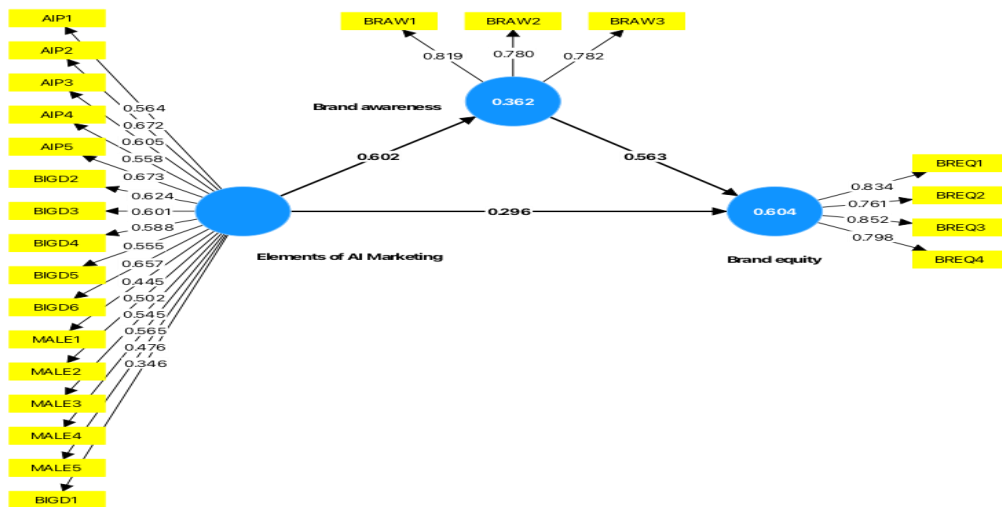 AIP1
AIP2
AIP3
AIP4
AIP5
BIGD2
BIGD3
BIGD4
BIGD5
BIGD6
MALE1
MALE2
MALE3
MALE4
MALE5
BIGD1
0.564
0.672
0.605
0.558
0.673
0.624
0.601
0.588
0.555
0.657
0.445
0.502
0.545
0.565
0.476
0.346
Elements of AI Marketing
0.602
0.296
BRAW1 BRAW2 BRAW3
0.819 0.780 0.782
Brand awareness
0.362
0.563
0.604
Brand equity
0.834
0.761
0.852
0.798
BREQ1
BREQ2
BREQ3
BREQ4